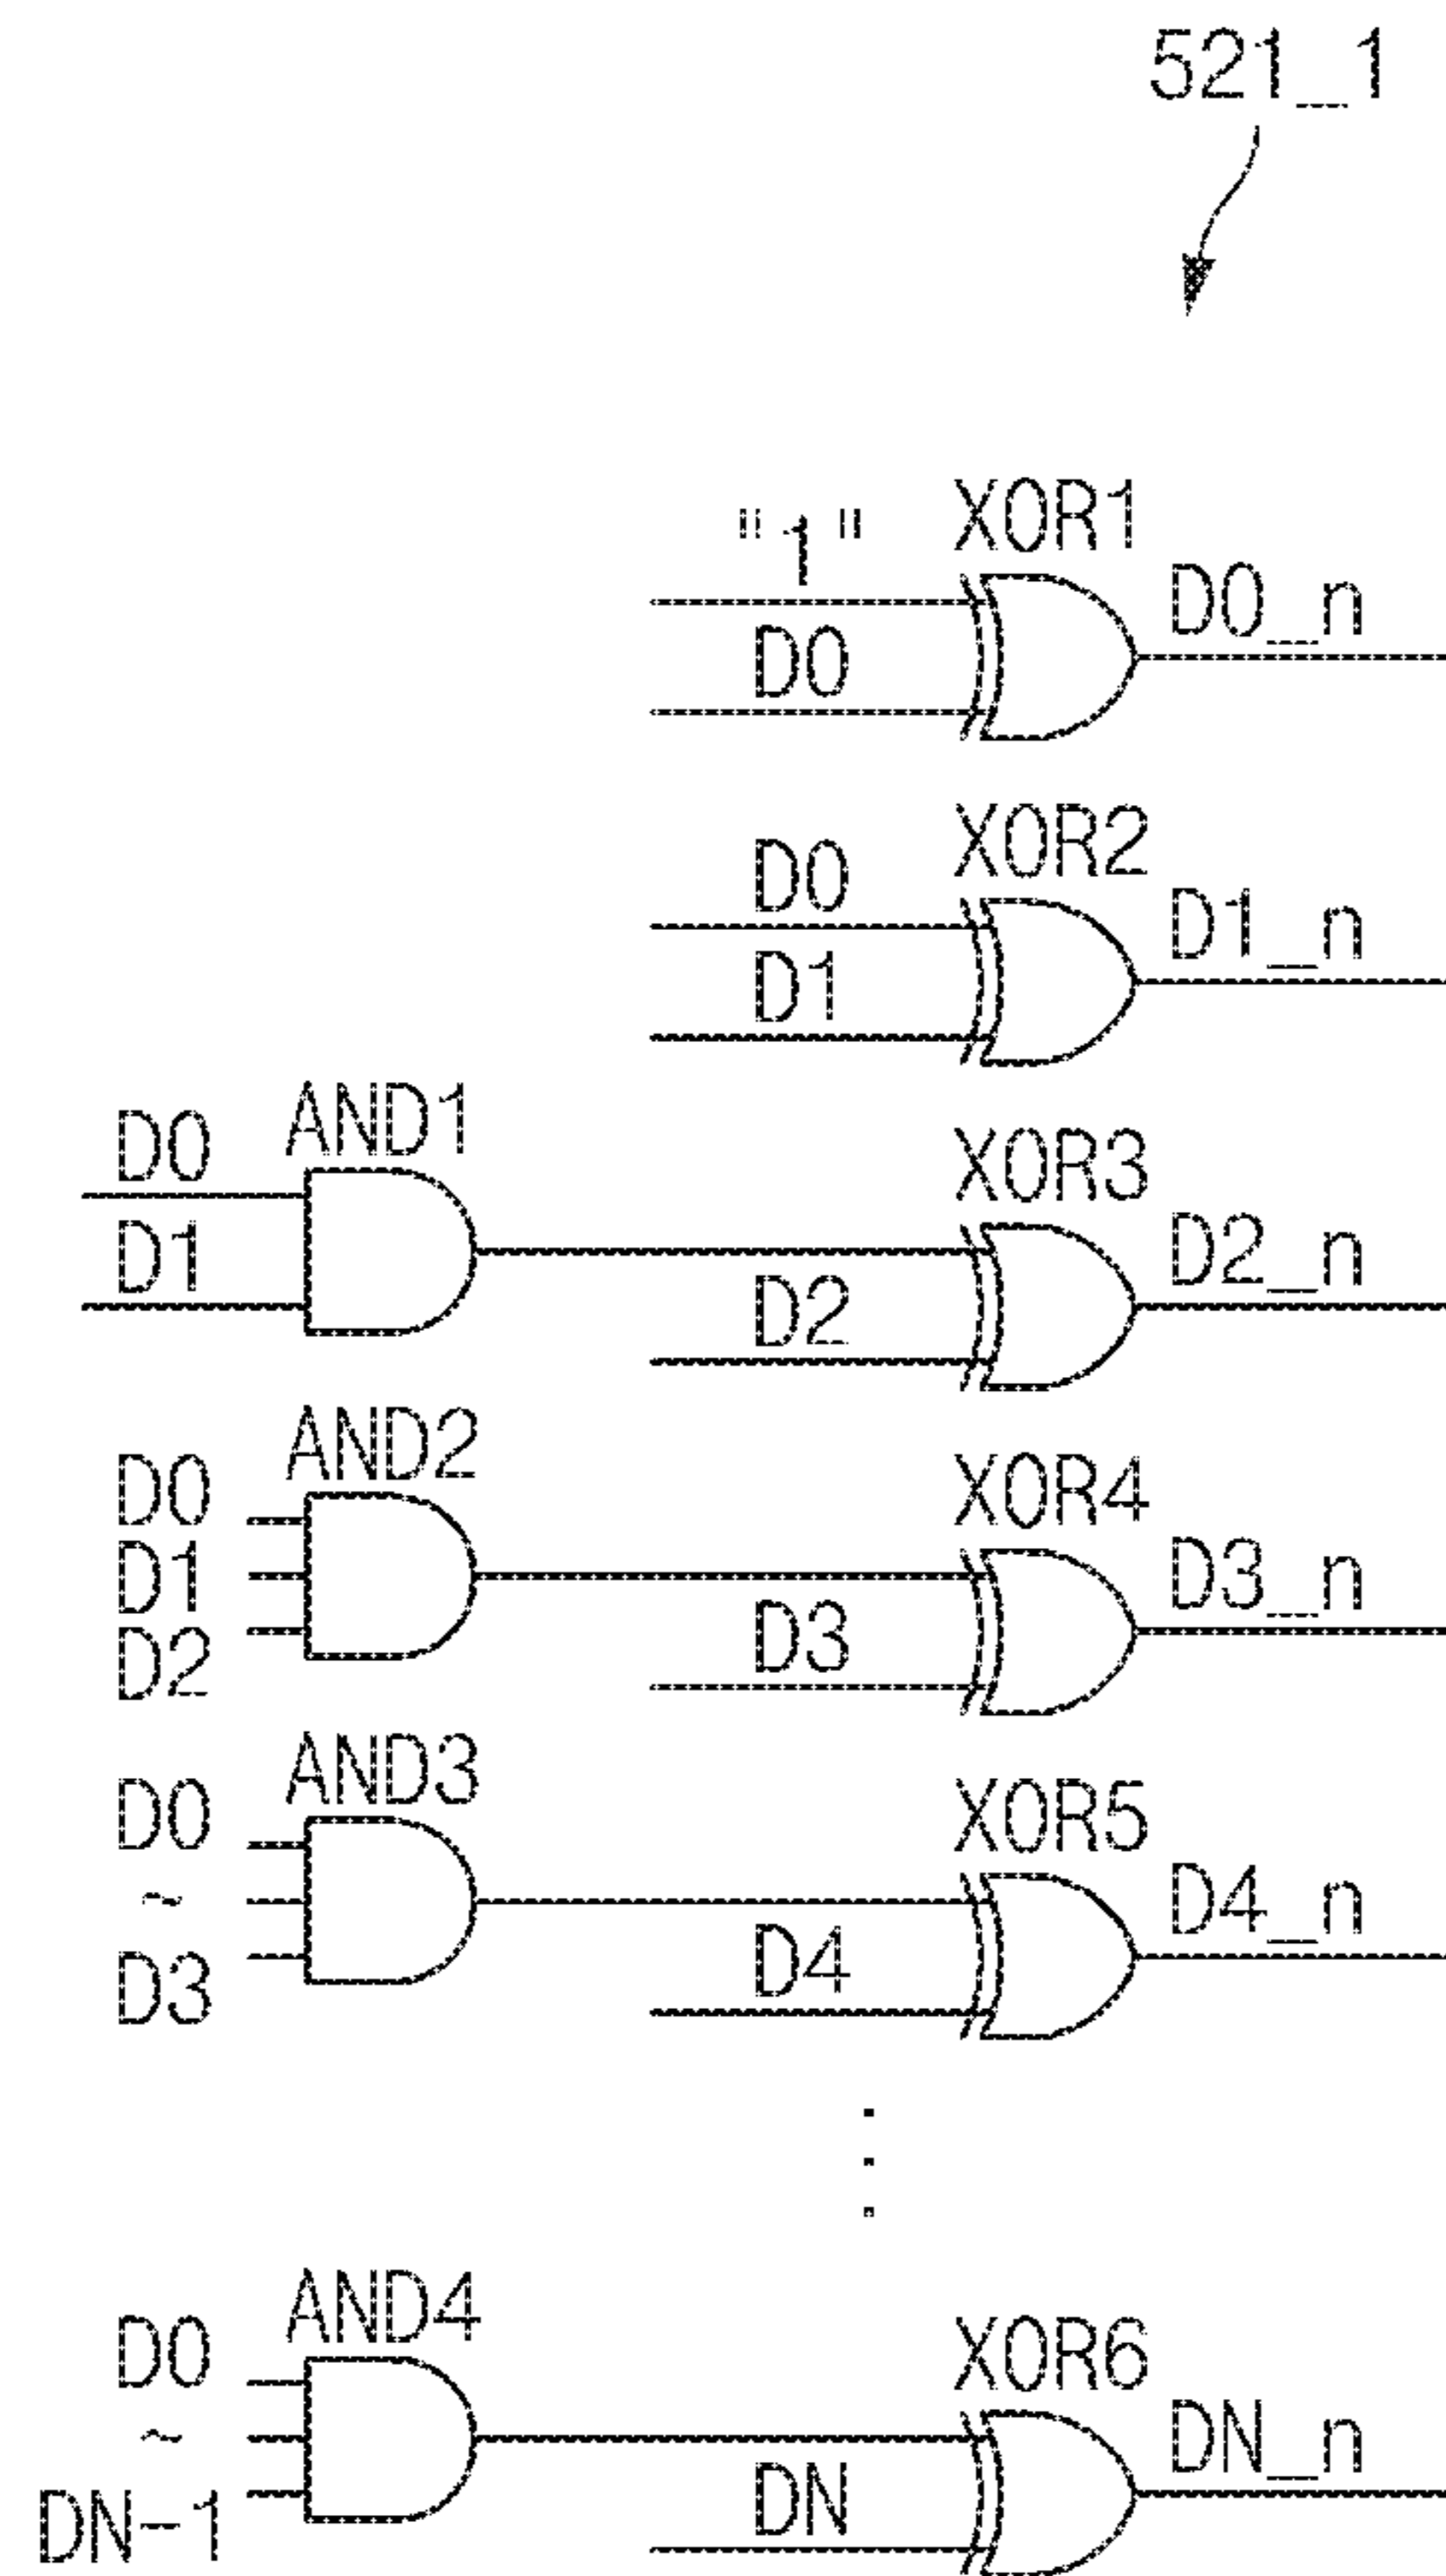 521_1
"1" XOR1
D0 D0_n
D0 XOR2
D1 D1_n
D0 AND1 XOR3
D1 D2 D2_n
AND2
D0 XOR4
D1 D3 D3_n
D2
AND3
D0 XOR5
~ D4 D4_n
D3
AND4
D0 XOR6
~ DN DN_n
DN-1